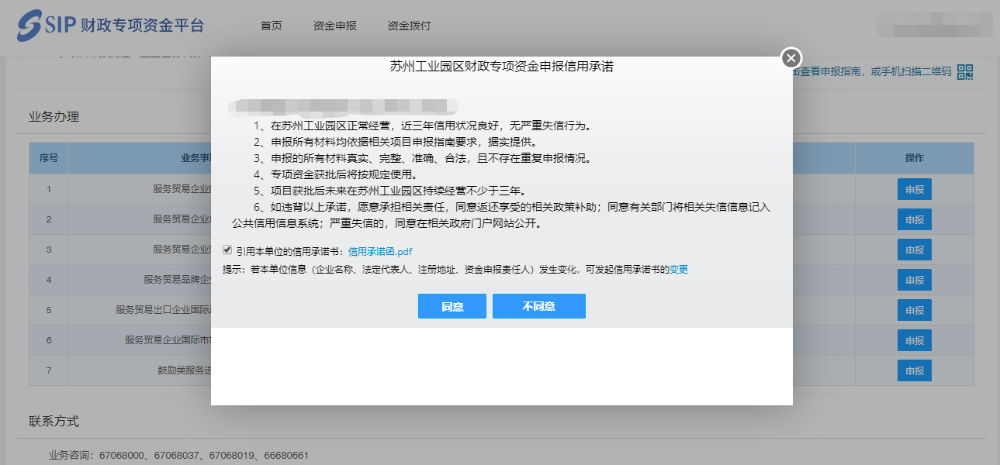 SIP 财政专项资金平台
首页 资金申报 资金拨付
击查看申报指南，或手机扫描二维码
苏州工业园区财政专项资金申报信用承诺
1、在苏州工业园区正常经营，近三年信用状况良好，无严重失信行为。
2、申报所有材料均依据相关项目申报指南要求，据实提供。
3、申报的所有材料真实、完整、准确、合法，且不存在重复申报情况。
4、专项资金获批后将按规定使用。
5、项目获批后未来在苏州工业园区持续经营不少于三年。
6、如违背以上承诺，愿意承担相关责任，同意返还享受的相关政策补助；同意有关部门将相关失信信息记入
公共信用信息系统；严重失信的，同意在相关政府门户网站公开。
引用本单位的信用承诺书：信用承诺函.pdf
提示：若本单位信息（企业名称、法定代表人、注册地址、资金申报责任人）发生变化，可发起信用承诺书的变更
同意 不同意
业务办理
序号 业务事 操作
1 服务贸易企业 申报
2 服务贸易企业 申报
3 服务贸易企业 申报
4 服务贸易品牌企 申报
5 服务贸易出口企业国际 申报
6 服务贸易企业国际市 申报
7 鼓励类服务进 申报
联系方式
业务咨询：67068000、67068037、67068019、66680661